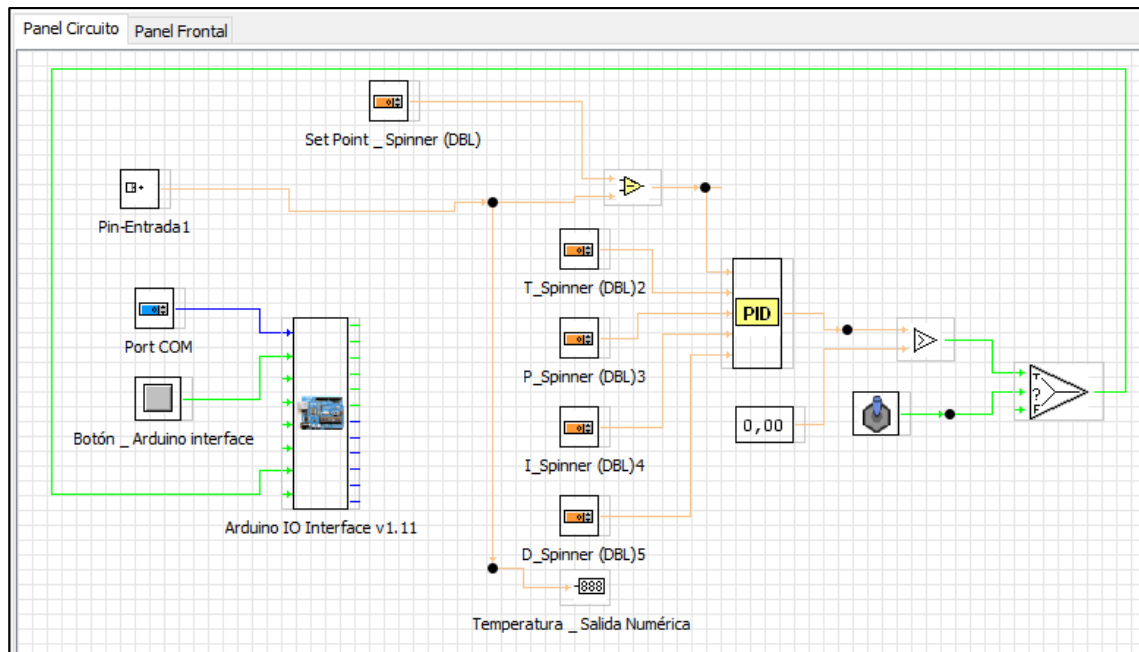 Panel Circuito
Panel Frontal
Set Point _ Spinner (DBL)
Pin-Entrada1
T_Spinner (DBL)2
PID
Port COM
P_Spinner (DBL)3
T
?
F
Botón _ Arduino interface
0,00
I_Spinner (DBL)4
Arduino IO Interface v1.11
D_Spinner (DBL)5
-888
Temperatura _ Salida Numérica